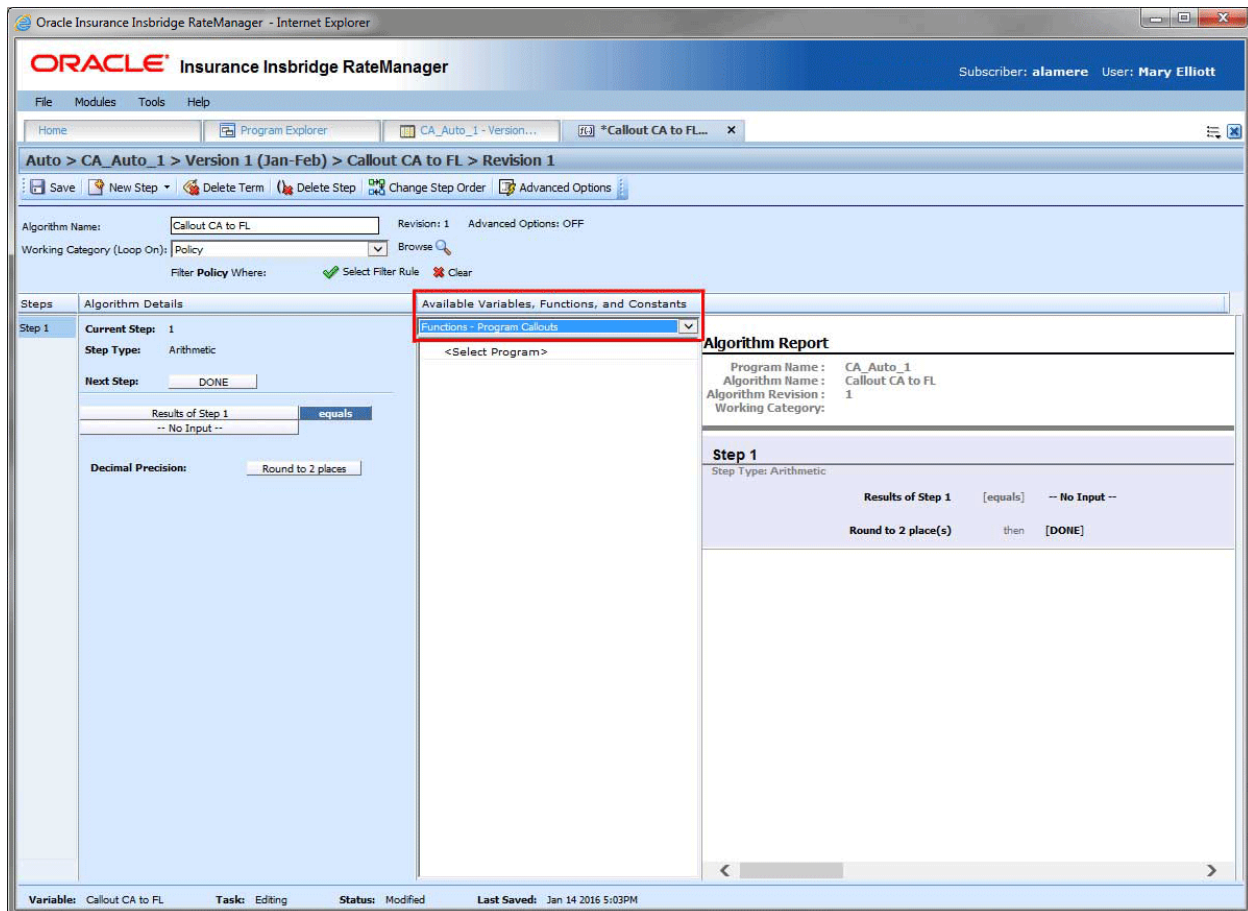 Oracle Insurance Insbridge RateManager - Internet Explorer
ORACLE Insurance Insbridge RateManager
Subscriber: alamere User: Mary Elliott
File Modules Tools Help
Home Program Explorer CA_Auto_1 - Version... *Callout CA to FL... X
Auto > CA_Auto_1 > Version 1 (Jan-Feb) > Callout CA to FL > Revision 1
Save New Step Delete Term Delete Step Change Step Order Advanced Options
Algorithm Name: Callout CA to FL Revision: 1 Advanced Options: OFF
Working Category (Loop On): Policy Browse
Filter Policy Where: Select Filter Rule Clear
Steps Algorithm Details Available Variables, Functions, and Constants
Step 1
Current Step: 1
Step Type: Arithmetic
Next Step: DONE
Results of Step 1 equals
-- No Input --
Decimal Precision: Round to 2 places
Functions - Program Callouts
<Select Program>
Algorithm Report
Program Name : CA_Auto_1
Algorithm Name : Callout CA to FL
Algorithm Revision : 1
Working Category:
Step 1
Step Type: Arithmetic
Results of Step 1 [equals] -- No Input --
Round to 2 place(s) then [DONE]
Variable: Callout CA to FL Task: Editing Status: Modified Last Saved: Jan 14 2016 5:03PM